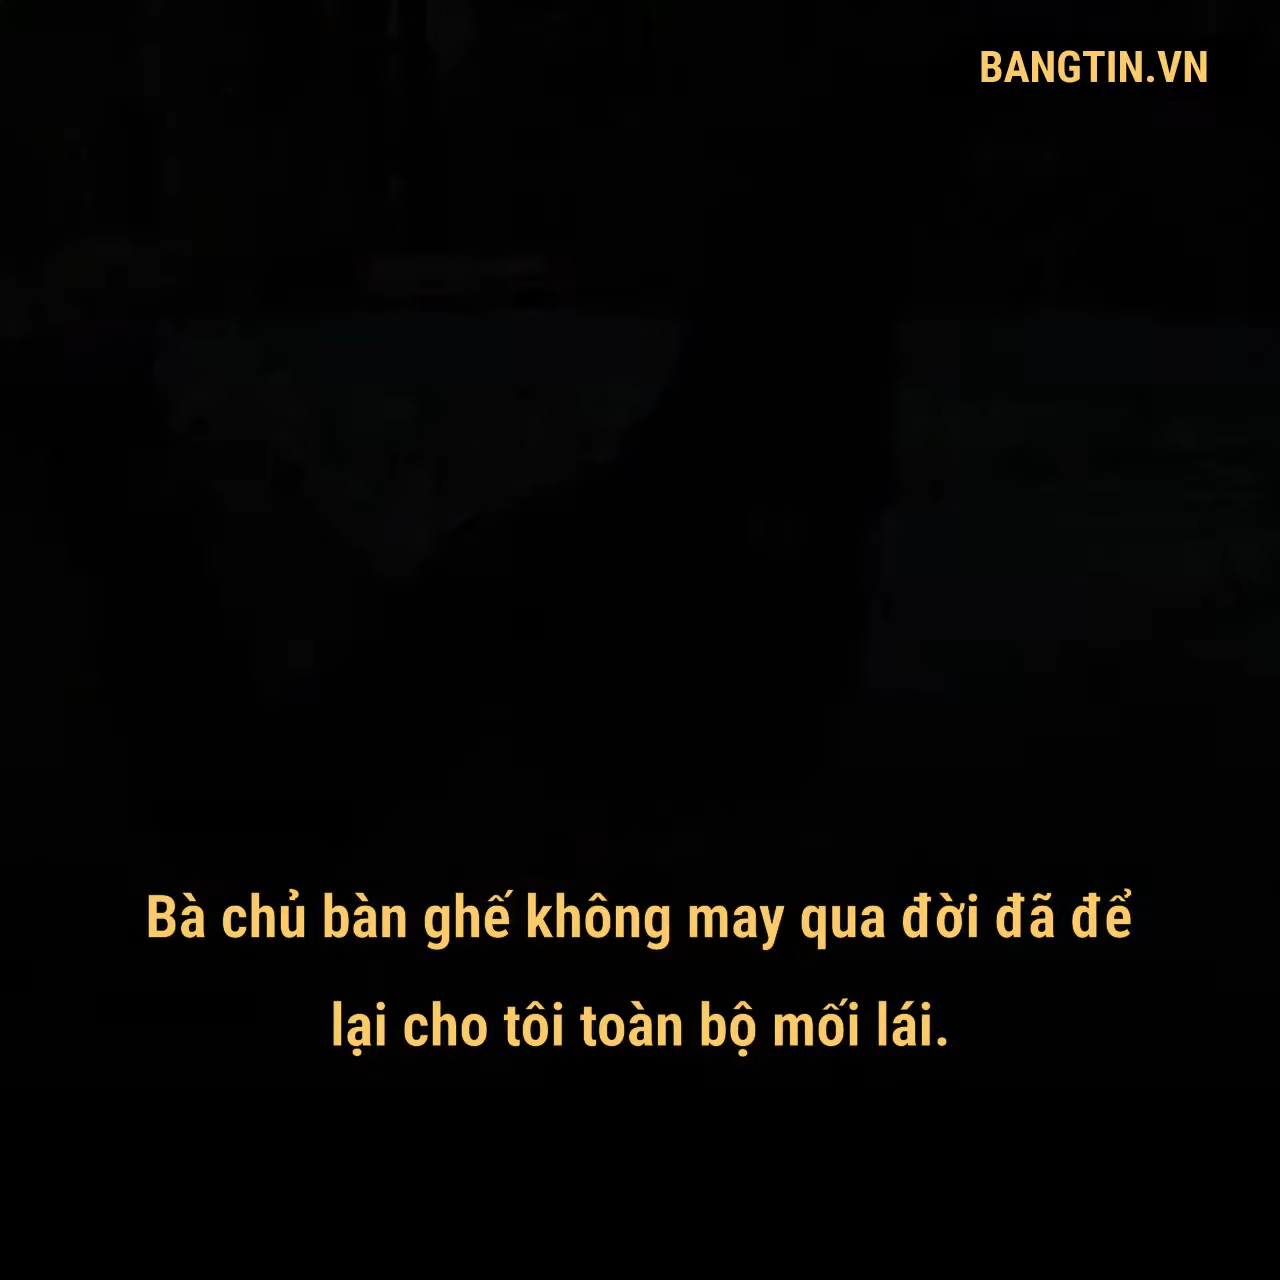 BANGTIN.VN
Bà chủ bàn ghế không may qua đời đã để
lại cho tôi toàn bộ mối lái.